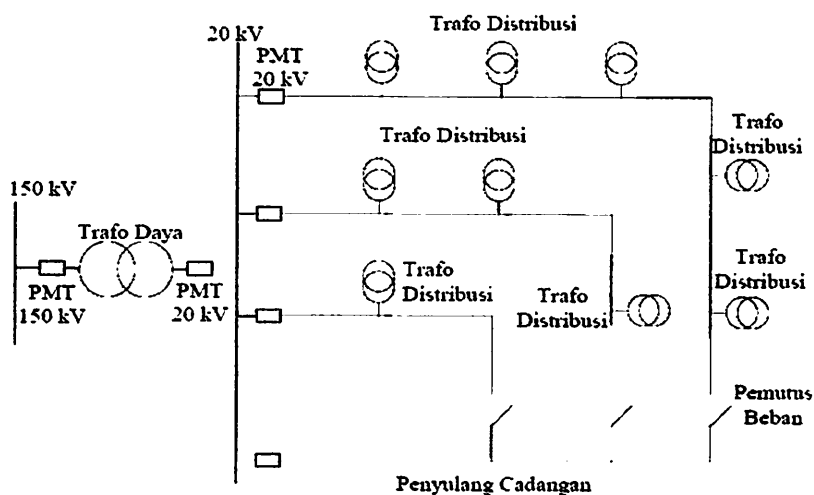 Trafo Distribusi
20 kV
PMT
20 kV
Trafo Distribusi
Trafo
Distribusi
150 kV
Trafo Daya
PMT
150 kV
PMT
20 kV
Trafo
Distribusi
Trafo
Distribusi
Trafo
Distribusi
Pemutus
Beban
Penyulang Cadangan